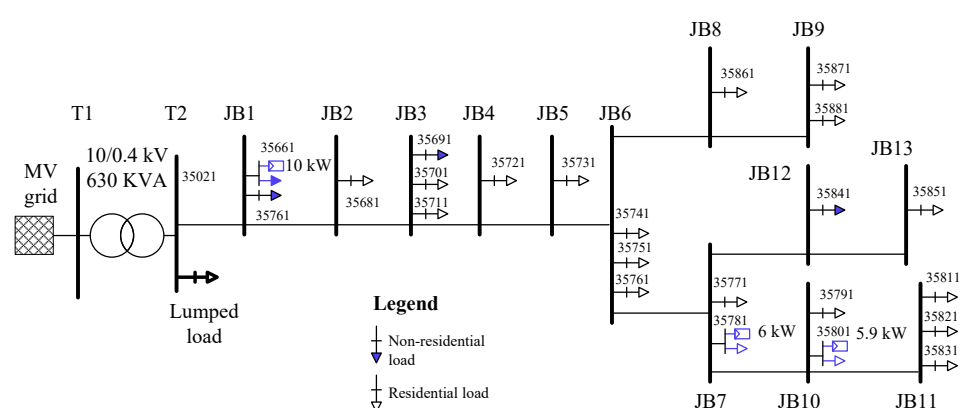 JB8
JB9
35861
35871
35881
T1
T2
JB1
JB2
JB3
JB4
JB5
JB6
JB13
10/0.4 kV
630 KVA
MV
grid
35021
35661
10 kW
35761
35681
35691
35701
35711
35721
35731
JB12
35841
35851
35741
35751
35761
Lumped
load
35771
35781
6 kW
35791
35801
5.9 kW
35811
35821
35831
Legend
Non-residential
load
Residential load
JB7
JB10
JB11